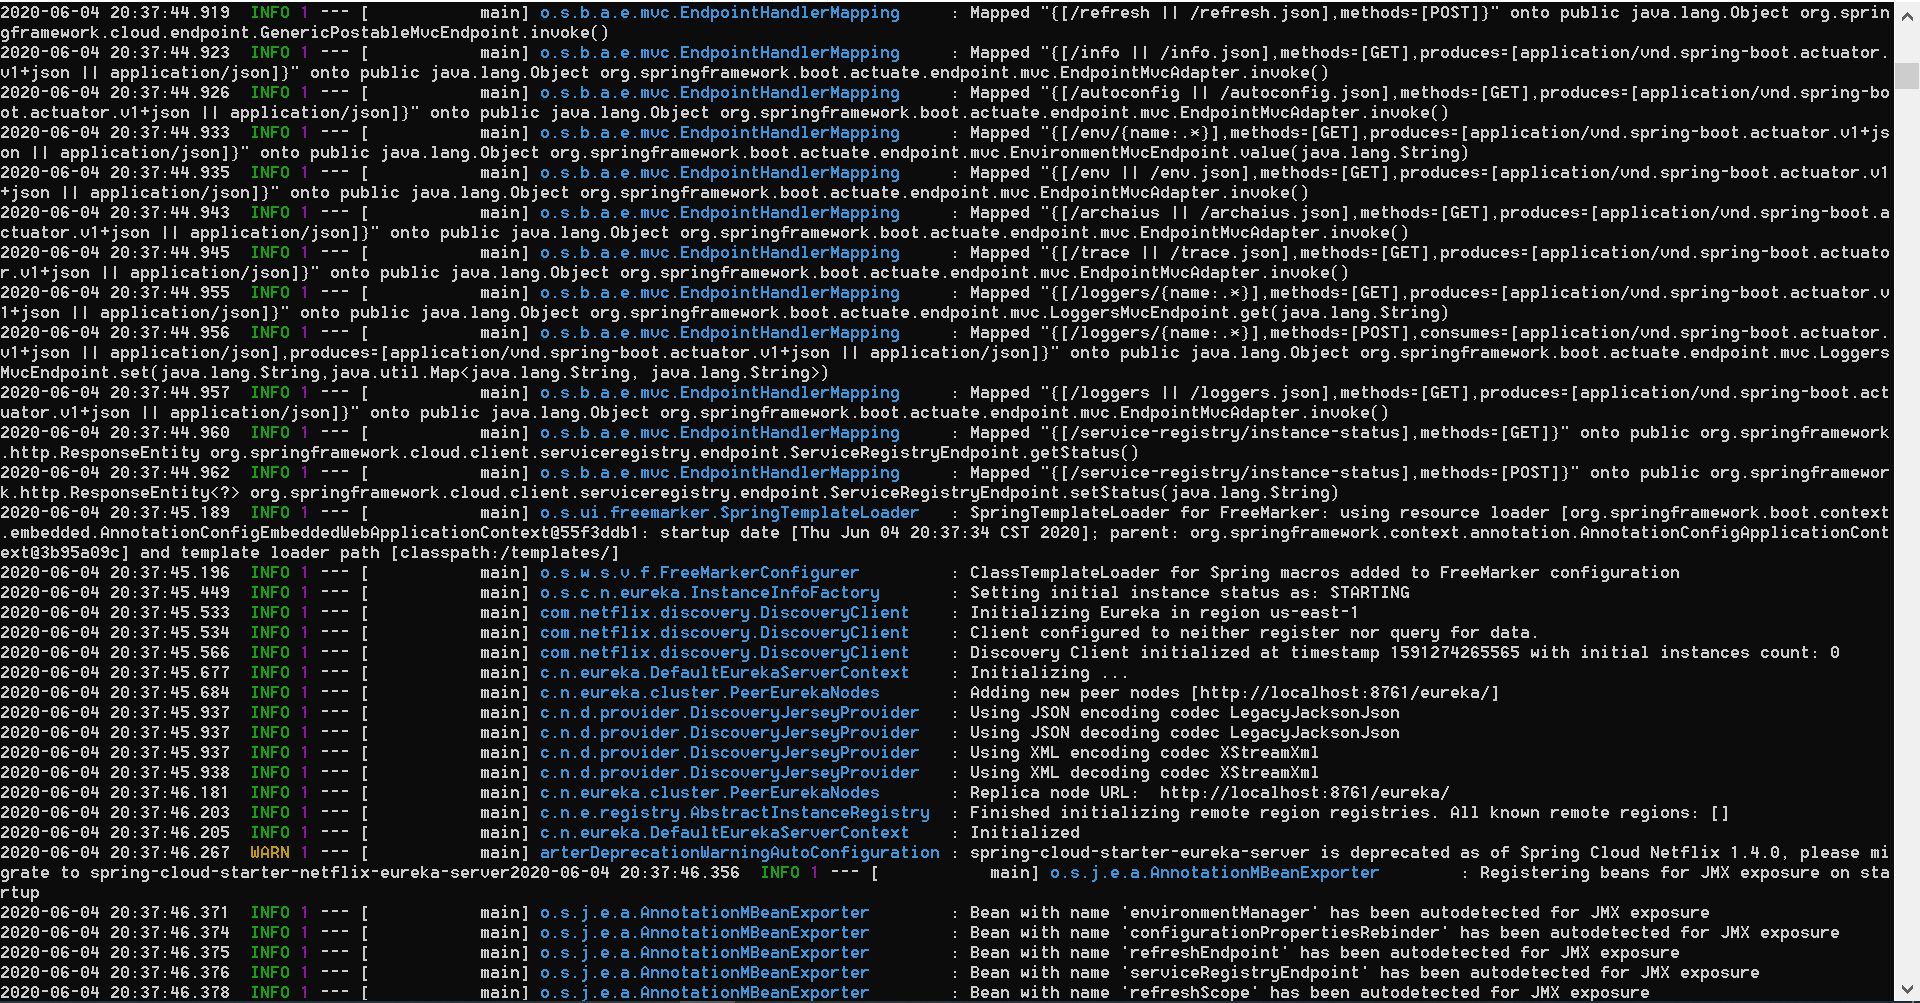 2020-06-04 20:37:44.919  INFO 1 --- [           main] o.s.b.a.e.mvc.EndpointHandlerMapping     : Mapped "{[/refresh || /refresh.json],methods=[POST]}" onto public java.lang.Object org.sprin
gframework.cloud.endpoint.GenericPostableMvcEndpoint.invoke()
2020-06-04 20:37:44.923  INFO 1 --- [           main] o.s.b.a.e.mvc.EndpointHandlerMapping     : Mapped "{[/info || /info.json],methods=[GET],produces=[application/vnd.spring-boot.actuator.
v1+json || application/json]}" onto public java.lang.Object org.springframework.boot.actuate.endpoint.mvc.EndpointMvcAdapter.invoke()
2020-06-04 20:37:44.926  INFO 1 --- [           main] o.s.b.a.e.mvc.EndpointHandlerMapping     : Mapped "{[/autoconfig || /autoconfig.json],methods=[GET],produces=[application/vnd.spring-bo
ot.actuator.v1+json || application/json]}" onto public java.lang.Object org.springframework.boot.actuate.endpoint.mvc.EndpointMvcAdapter.invoke()
2020-06-04 20:37:44.933  INFO 1 --- [           main] o.s.b.a.e.mvc.EndpointHandlerMapping     : Mapped "{[/env/{name:.*}],methods=[GET],produces=[application/vnd.spring-boot.actuator.v1+js
on || application/json]}" onto public java.lang.Object org.springframework.boot.actuate.endpoint.mvc.EnvironmentMvcEndpoint.value(java.lang.String)
2020-06-04 20:37:44.935  INFO 1 --- [           main] o.s.b.a.e.mvc.EndpointHandlerMapping     : Mapped "{[/env || /env.json],methods=[GET],produces=[application/vnd.spring-boot.actuator.v1
+json || application/json]}" onto public java.lang.Object org.springframework.boot.actuate.endpoint.mvc.EndpointMvcAdapter.invoke()
2020-06-04 20:37:44.943  INFO 1 --- [           main] o.s.b.a.e.mvc.EndpointHandlerMapping     : Mapped "{[/archaius || /archaius.json],methods=[GET],produces=[application/vnd.spring-boot.a
ctuator.v1+json || application/json]}" onto public java.lang.Object org.springframework.boot.actuate.endpoint.mvc.EndpointMvcAdapter.invoke()
2020-06-04 20:37:44.945  INFO 1 --- [           main] o.s.b.a.e.mvc.EndpointHandlerMapping     : Mapped "{[/trace || /trace.json],methods=[GET],produces=[application/vnd.spring-boot.actuato
r.v1+json || application/json]}" onto public java.lang.Object org.springframework.boot.actuate.endpoint.mvc.EndpointMvcAdapter.invoke()
2020-06-04 20:37:44.955  INFO 1 --- [           main] o.s.b.a.e.mvc.EndpointHandlerMapping     : Mapped "{[/loggers/{name:.*}],methods=[GET],produces=[application/vnd.spring-boot.actuator.v
1+json || application/json]}" onto public java.lang.Object org.springframework.boot.actuate.endpoint.mvc.LoggersMvcEndpoint.get(java.lang.String)
2020-06-04 20:37:44.956  INFO 1 --- [           main] o.s.b.a.e.mvc.EndpointHandlerMapping     : Mapped "{[/loggers/{name:.*}],methods=[POST],consumes=[application/vnd.spring-boot.actuator.
v1+json || application/json],produces=[application/vnd.spring-boot.actuator.v1+json || application/json]}" onto public java.lang.Object org.springframework.boot.actuate.endpoint.mvc.Loggers
MvcEndpoint.set(java.lang.String,java.util.Map<java.lang.String, java.lang.String>)
2020-06-04 20:37:44.957  INFO 1 --- [           main] o.s.b.a.e.mvc.EndpointHandlerMapping     : Mapped "{[/loggers || /loggers.json],methods=[GET],produces=[application/vnd.spring-boot.act
uator.v1+json || application/json]}" onto public java.lang.Object org.springframework.boot.actuate.endpoint.mvc.EndpointMvcAdapter.invoke()
2020-06-04 20:37:44.960  INFO 1 --- [           main] o.s.b.a.e.mvc.EndpointHandlerMapping     : Mapped "{[/service-registry/instance-status],methods=[GET]}" onto public org.springframework
.http.ResponseEntity org.springframework.cloud.client.serviceregistry.endpoint.ServiceRegistryEndpoint.getStatus()
2020-06-04 20:37:44.962  INFO 1 --- [           main] o.s.b.a.e.mvc.EndpointHandlerMapping     : Mapped "{[/service-registry/instance-status],methods=[POST]}" onto public org.springframewor
k.http.ResponseEntity<?> org.springframework.cloud.client.serviceregistry.endpoint.ServiceRegistryEndpoint.setStatus(java.lang.String)
2020-06-04 20:37:45.189  INFO 1 --- [           main] o.s.ui.freemarker.SpringTemplateLoader   : SpringTemplateLoader for FreeMarker: using resource loader [org.springframework.boot.context
.embedded.AnnotationConfigEmbeddedWebApplicationContext@55f3ddb1: startup date [Thu Jun 04 20:37:34 CST 2020]; parent: org.springframework.context.annotation.AnnotationConfigApplicationCont
ext@3b95a09c] and template loader path [classpath:/templates/]
2020-06-04 20:37:45.196  INFO 1 --- [           main] o.s.w.s.v.f.FreeMarkerConfigurer         : ClassTemplateLoader for Spring macros added to FreeMarker configuration
2020-06-04 20:37:45.449  INFO 1 --- [           main] o.s.c.n.eureka.InstanceInfoFactory       : Setting initial instance status as: STARTING
2020-06-04 20:37:45.533  INFO 1 --- [           main] com.netflix.discovery.DiscoveryClient    : Initializing Eureka in region us-east-1
2020-06-04 20:37:45.534  INFO 1 --- [           main] com.netflix.discovery.DiscoveryClient    : Client configured to neither register nor query for data.
2020-06-04 20:37:45.566  INFO 1 --- [           main] com.netflix.discovery.DiscoveryClient    : Discovery Client initialized at timestamp 1591274265565 with initial instances count: 0
2020-06-04 20:37:45.677  INFO 1 --- [           main] c.n.eureka.DefaultEurekaServerContext    : Initializing ...
2020-06-04 20:37:45.684  INFO 1 --- [           main] c.n.eureka.cluster.PeerEurekaNodes       : Adding new peer nodes [http://localhost:8761/eureka/]
2020-06-04 20:37:45.937  INFO 1 --- [           main] c.n.d.provider.DiscoveryJerseyProvider   : Using JSON encoding codec LegacyJacksonJson
2020-06-04 20:37:45.937  INFO 1 --- [           main] c.n.d.provider.DiscoveryJerseyProvider   : Using JSON decoding codec LegacyJacksonJson
2020-06-04 20:37:45.937  INFO 1 --- [           main] c.n.d.provider.DiscoveryJerseyProvider   : Using XML encoding codec XStreamXml
2020-06-04 20:37:45.938  INFO 1 --- [           main] c.n.d.provider.DiscoveryJerseyProvider   : Using XML decoding codec XStreamXml
2020-06-04 20:37:46.181  INFO 1 --- [           main] c.n.eureka.cluster.PeerEurekaNodes       : Replica node URL:  http://localhost:8761/eureka/
2020-06-04 20:37:46.203  INFO 1 --- [           main] c.n.e.registry.AbstractInstanceRegistry  : Finished initializing remote region registries. All known remote regions: []
2020-06-04 20:37:46.205  INFO 1 --- [           main] c.n.eureka.DefaultEurekaServerContext    : Initialized
2020-06-04 20:37:46.267  WARN 1 --- [           main] arterDeprecationWarningAutoConfiguration : spring-cloud-starter-eureka-server is deprecated as of Spring Cloud Netflix 1.4.0, please mi
grate to spring-cloud-starter-netflix-eureka-server2020-06-04 20:37:46.356  INFO 1 --- [           main] o.s.j.e.a.AnnotationMBeanExporter        : Registering beans for JMX exposure on sta
rtup
2020-06-04 20:37:46.371  INFO 1 --- [           main] o.s.j.e.a.AnnotationMBeanExporter        : Bean with name 'environmentManager' has been autodetected for JMX exposure
2020-06-04 20:37:46.374  INFO 1 --- [           main] o.s.j.e.a.AnnotationMBeanExporter        : Bean with name 'configurationPropertiesRebinder' has been autodetected for JMX exposure
2020-06-04 20:37:46.375  INFO 1 --- [           main] o.s.j.e.a.AnnotationMBeanExporter        : Bean with name 'refreshEndpoint' has been autodetected for JMX exposure
2020-06-04 20:37:46.376  INFO 1 --- [           main] o.s.j.e.a.AnnotationMBeanExporter        : Bean with name 'serviceRegistryEndpoint' has been autodetected for JMX exposure
2020-06-04 20:37:46.378  INFO 1 --- [           main] o.s.j.e.a.AnnotationMBeanExporter        : Bean with name 'refreshScope' has been autodetected for JMX exposure